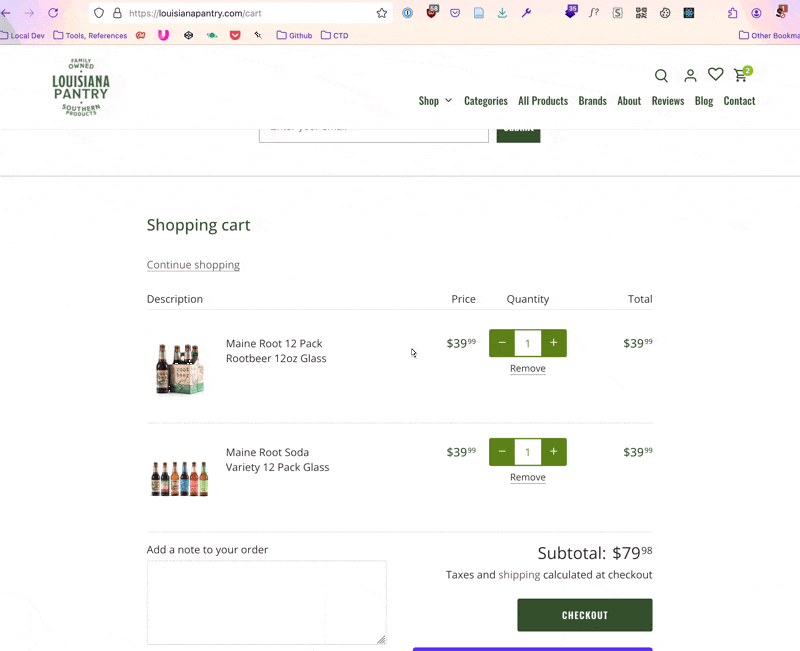 https://louisianapantry.com/cart
68
35
Local Dev
Tools, References
Github
CTD
Other Bookma
FAMILY
OWNED
LOUISIANA
PANTRY
SOUTHERN
PRODUCTS
2
Shop
Categories
All Products
Brands
About
Reviews
Blog
Contact
Shopping cart
Continue shopping
Description Price Quantity Total
Maine Root 12 Pack
Rootbeer 12oz Glass
$39.99
− 1 +
Remove
$39.99
Maine Root Soda
Variety 12 Pack Glass
$39.99
− 1 +
Remove
$39.99
Add a note to your order
Subtotal: $79.98
Taxes and shipping calculated at checkout
CHECKOUT